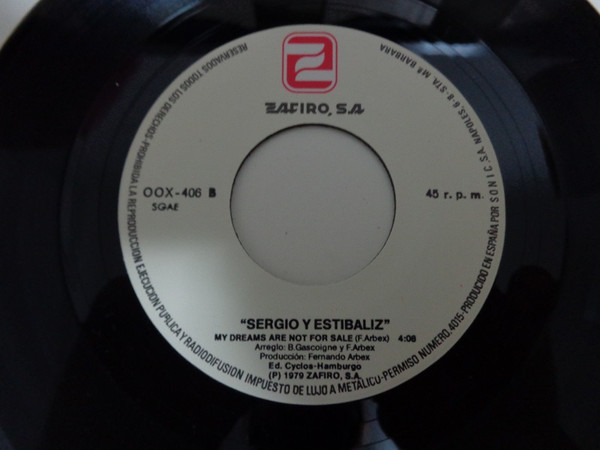 ZAFIRO, S.A.
OOX-406 B
SGAE
45 r. p. m.
"SERGIO Y ESTIBALIZ"
MY DREAMS ARE NOT FOR SALE (F. Arbex) 4:08
Arreglo: B. Gascoigne y F. Arbex
Producción: Fernando Arbex
Ed. Cyclos-Hamburgo
(P) 1979 ZAFIRO, S.A.
RESERVADOS TODOS LOS DERECHOS-PROHIBIDA LA REPRODUCCION EJECUCION PUBLICA Y RADIODIFUSION IMPUESTO DE LUJO A METALICO-PERMISO NUMERO.4015-PRODUCIDO EN ESPAÑA POR SONIC S.A. NAPOLES, 6-8-STA. Mª BARBARA